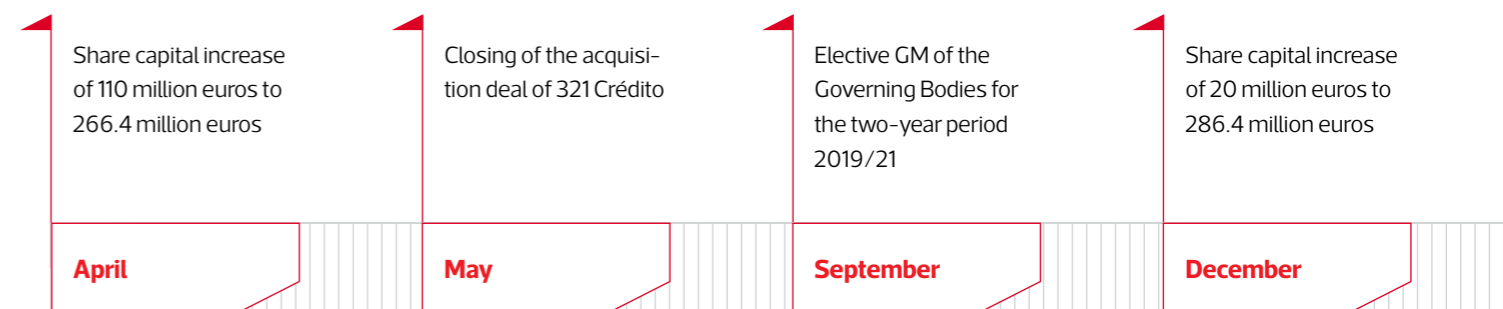 Share capital increase
of 110 million euros to
266.4 million euros
Closing of the acquisi-
tion deal of 321 Crédito
Elective GM of the
Governing Bodies for
the two-year period
2019/21
Share capital increase
of 20 million euros to
286.4 million euros
April
May
September
December